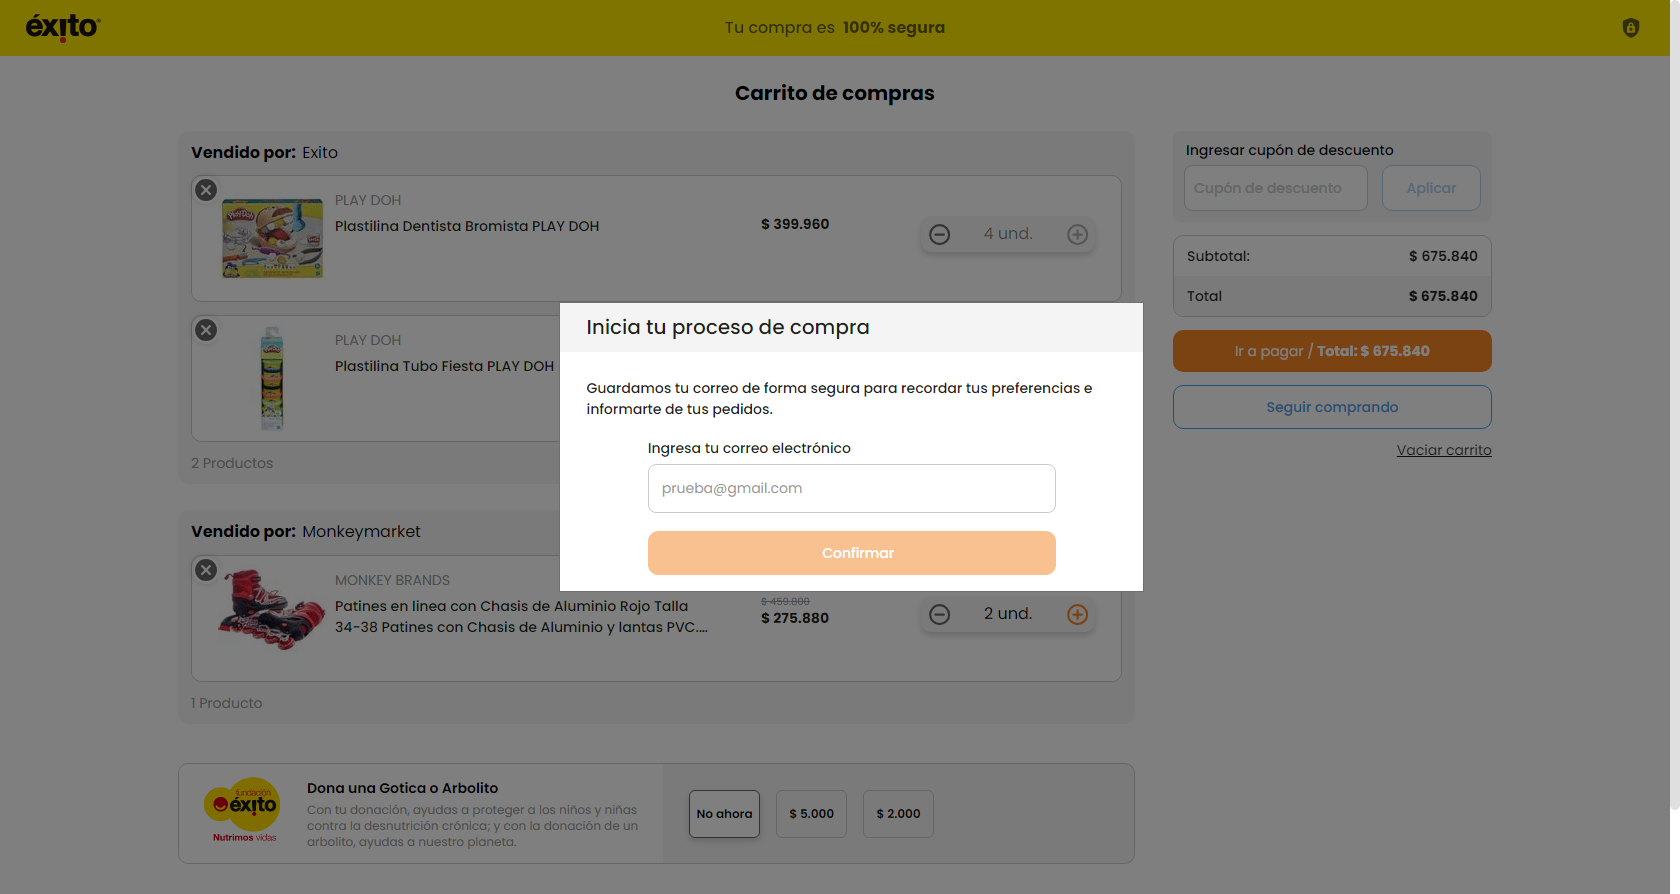 éxito
Tu compra es 100% segura
Carrito de compras
Vendido por: Exito
PLAY DOH
Plastilina Dentista Bromista PLAY DOH
$ 399.960
4 und.
PLAY DOH
Plastilina Tubo Fiesta PLAY DOH
2 Productos
Vendido por: Monkeymarket
MONKEY BRANDS
Patines en linea con Chasis de Aluminio Rojo Talla
34-38 Patines con Chasis de Aluminio y lantas PVC....
$ 459.800
$ 275.880
2 und.
1 Producto
Inicia tu proceso de compra
Guardamos tu correo de forma segura para recordar tus preferencias e
informarte de tus pedidos.
Ingresa tu correo electrónico
prueba@gmail.com
Confirmar
Ingresar cupón de descuento
Cupón de descuento
Aplicar
Subtotal: $ 675.840
Total $ 675.840
Ir a pagar / Total: $ 675.840
Seguir comprando
Vaciar carrito
fundación
éxito
Nutrimos vidas
Dona una Gotica o Arbolito
Con tu donación, ayudas a proteger a los niños y niñas
contra la desnutrición crónica; y con la donación de un
arbolito, ayudas a nuestro planeta.
No ahora
$ 5.000
$ 2.000